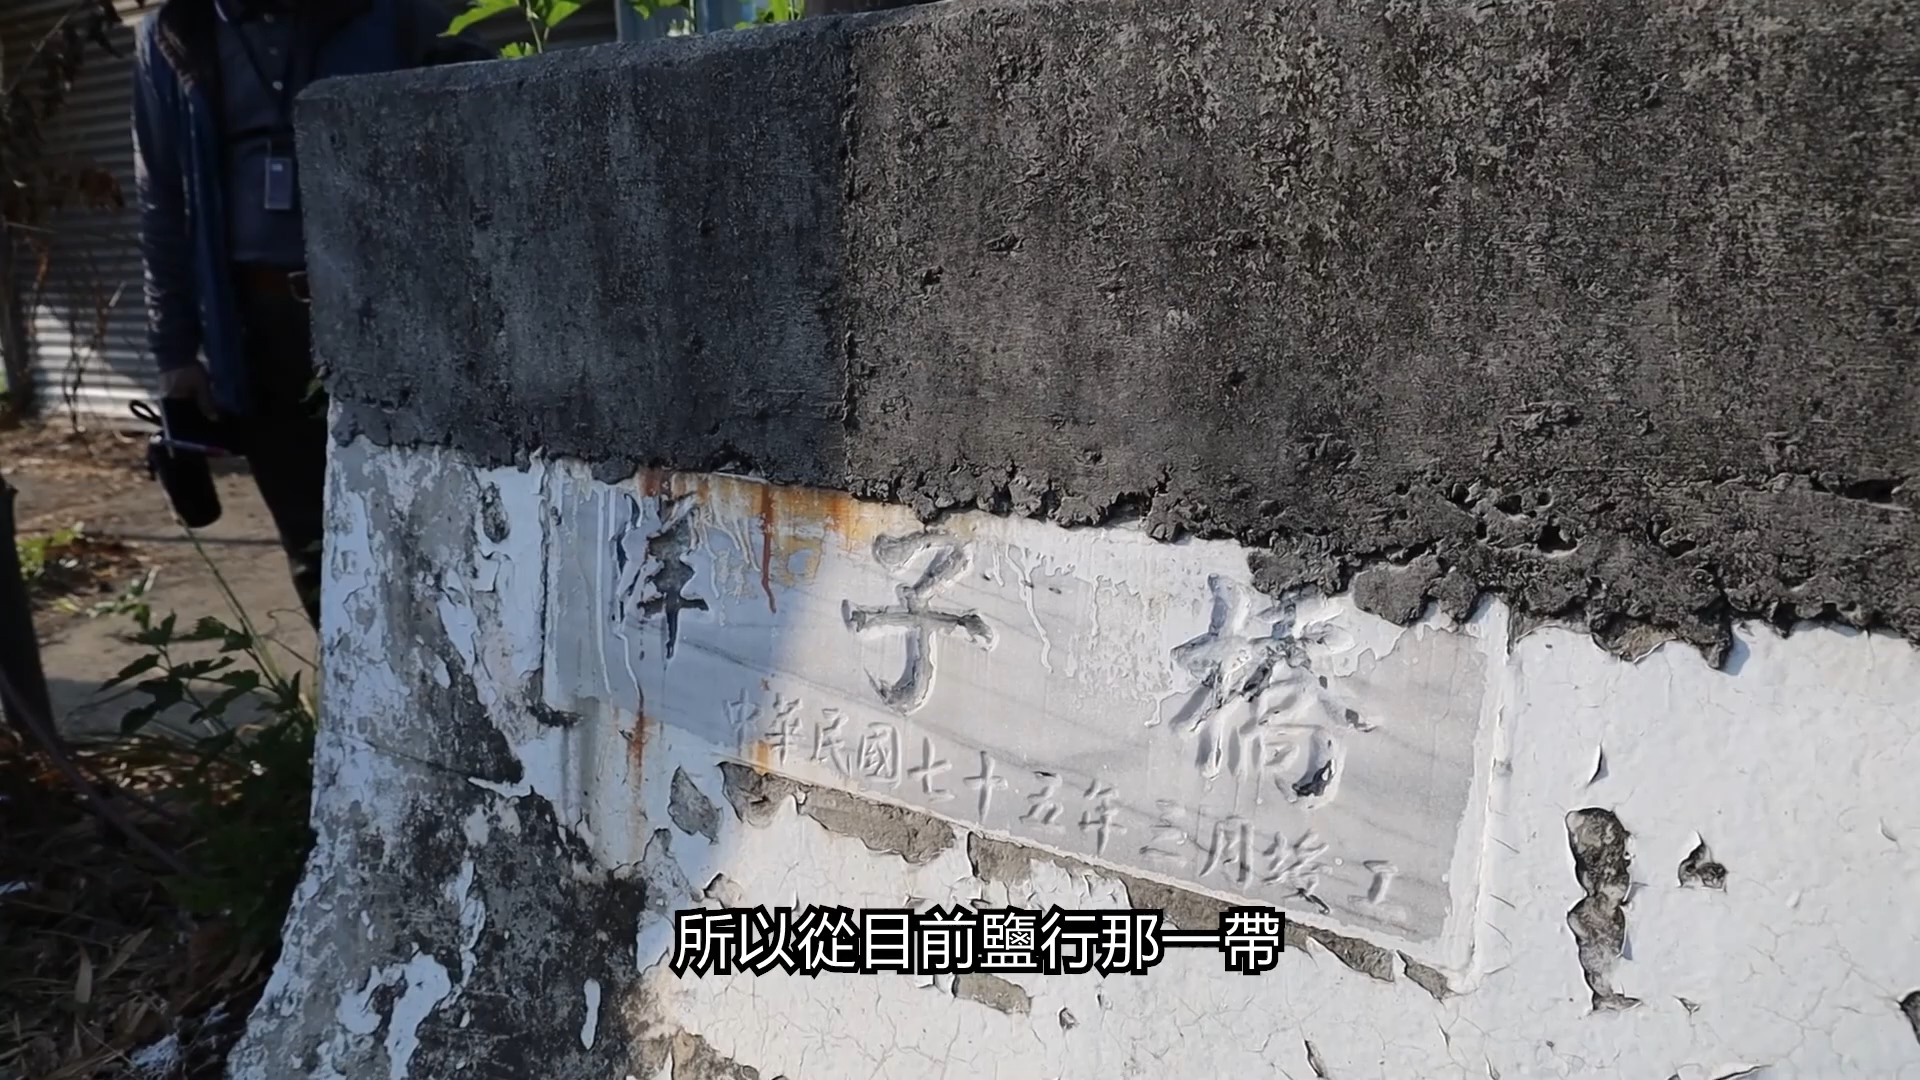 洋子橋
中華民國七十五年三月竣工
所以從目前鹽行那一帶